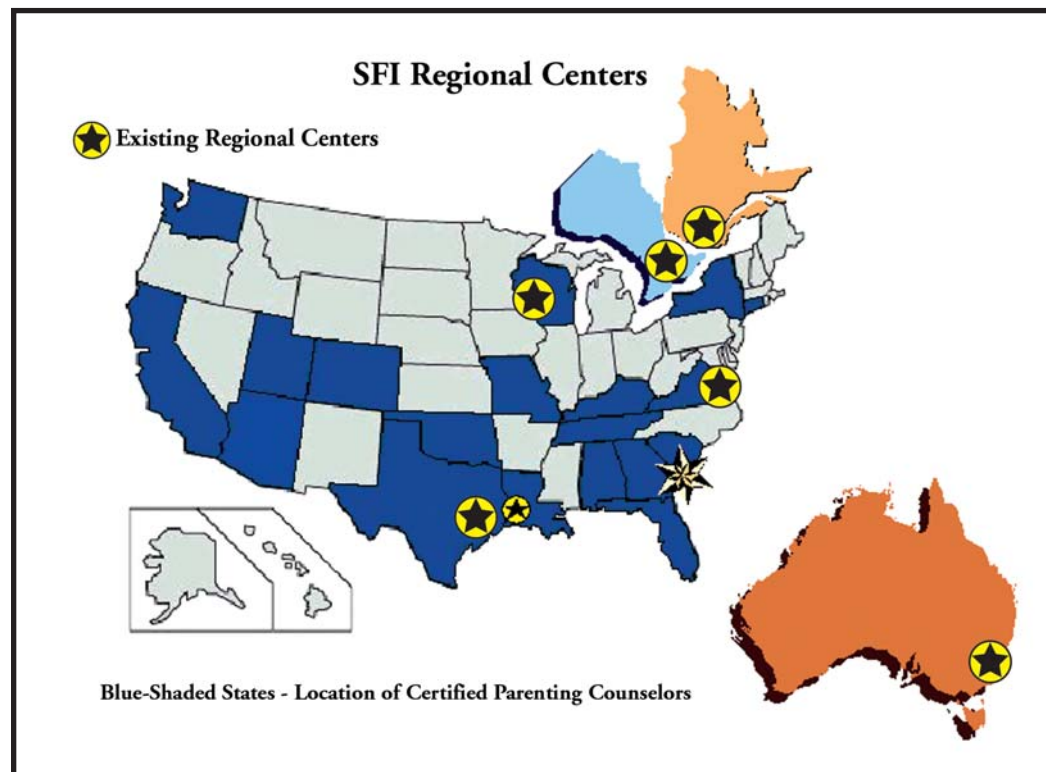 SFI Regional Centers
Existing Regional Centers
Blue-Shaded States - Location of Certified Parenting Counselors